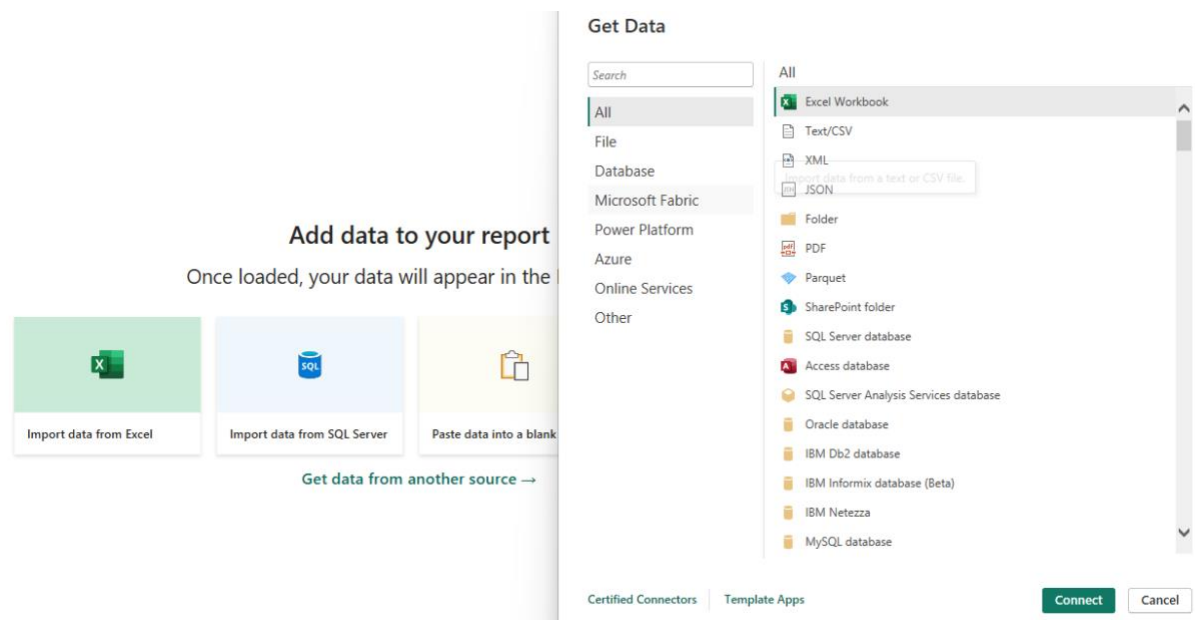 Add data to your report
Once loaded, your data will appear in the
Import data from Excel
Import data from SQL Server
Paste data into a blank
Get data from another source →
Get Data
Search
All
File
Database
Microsoft Fabric
Power Platform
Azure
Online Services
Other
All
Excel Workbook
Text/CSV
XML
Import data from a text or CSV file.
JSON
Folder
PDF
Parquet
SharePoint folder
SQL Server database
Access database
SQL Server Analysis Services database
Oracle database
IBM Db2 database
IBM Informix database (Beta)
IBM Netezza
MySQL database
Certified Connectors
Template Apps
Connect
Cancel